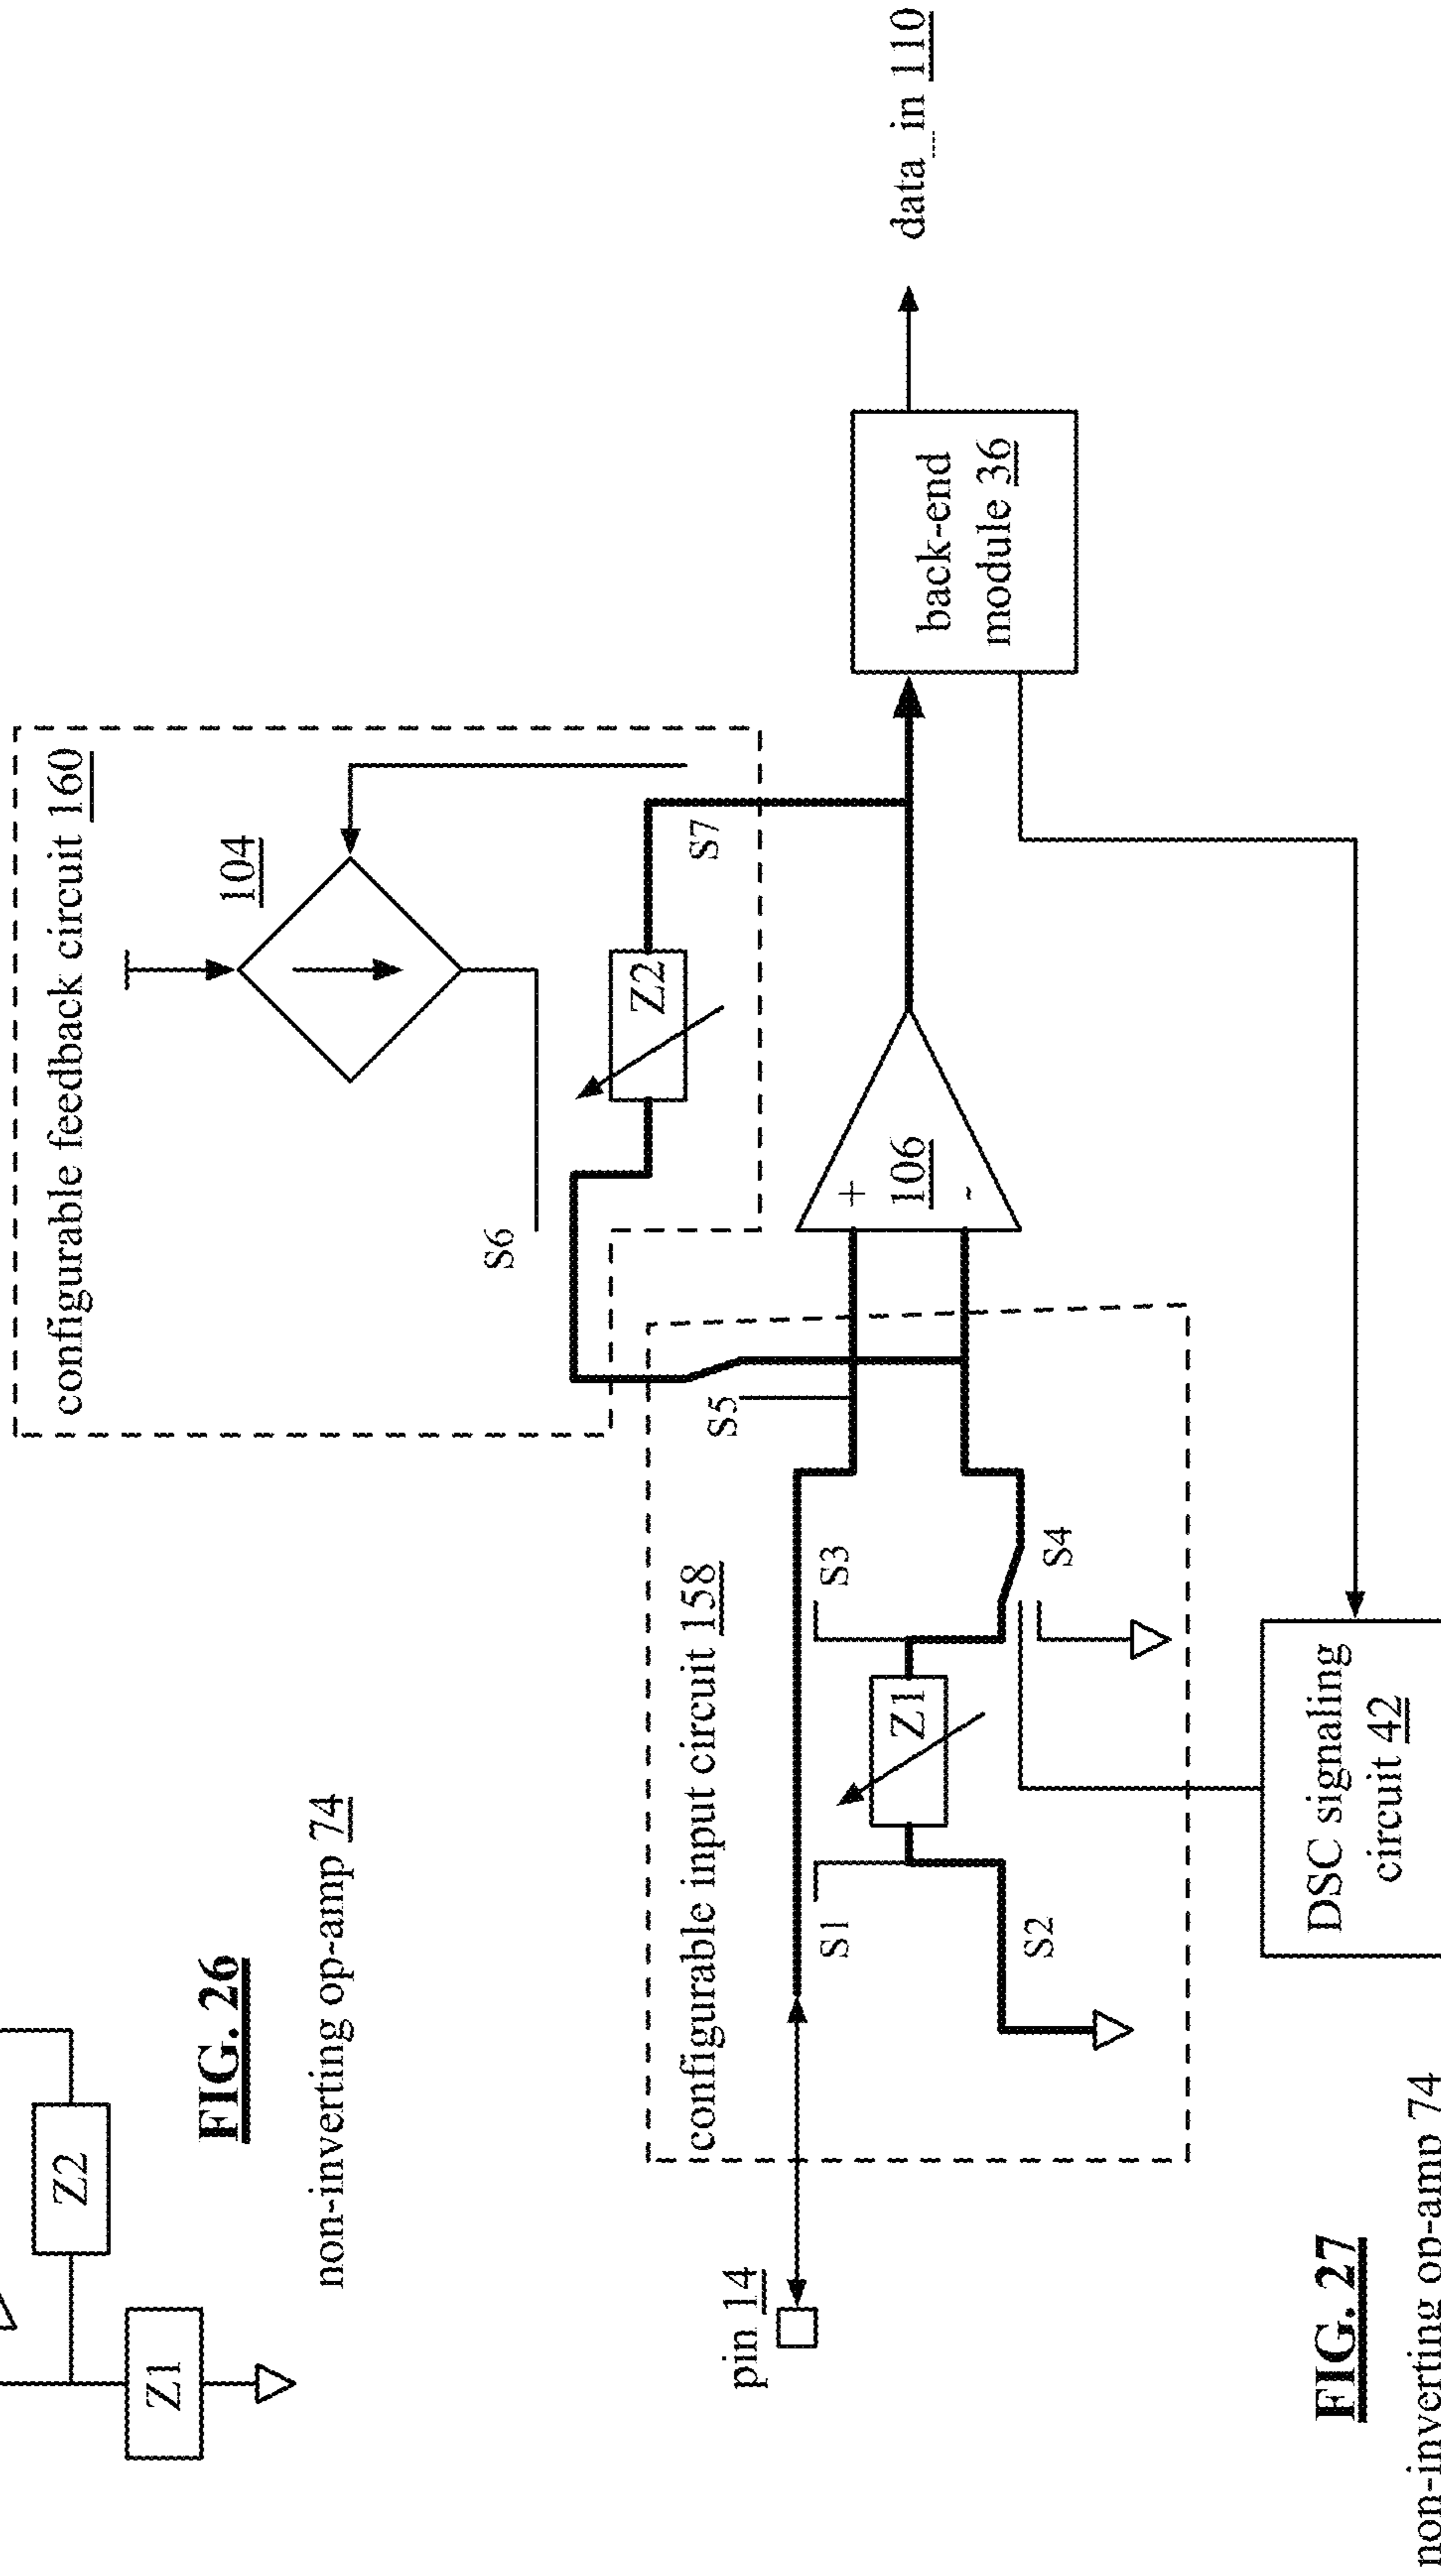 Z1
Z2
FIG. 26
non-inverting op-amp 74
configurable feedback circuit 160
104
S6
Z2
S7
configurable input circuit 158
pin 14
S1
S2
Z1
S3
S4
S5
+
106
-
back-end
module 36
data_in 110
DSC signaling
circuit 42
FIG. 27
non-inverting op-amp 74